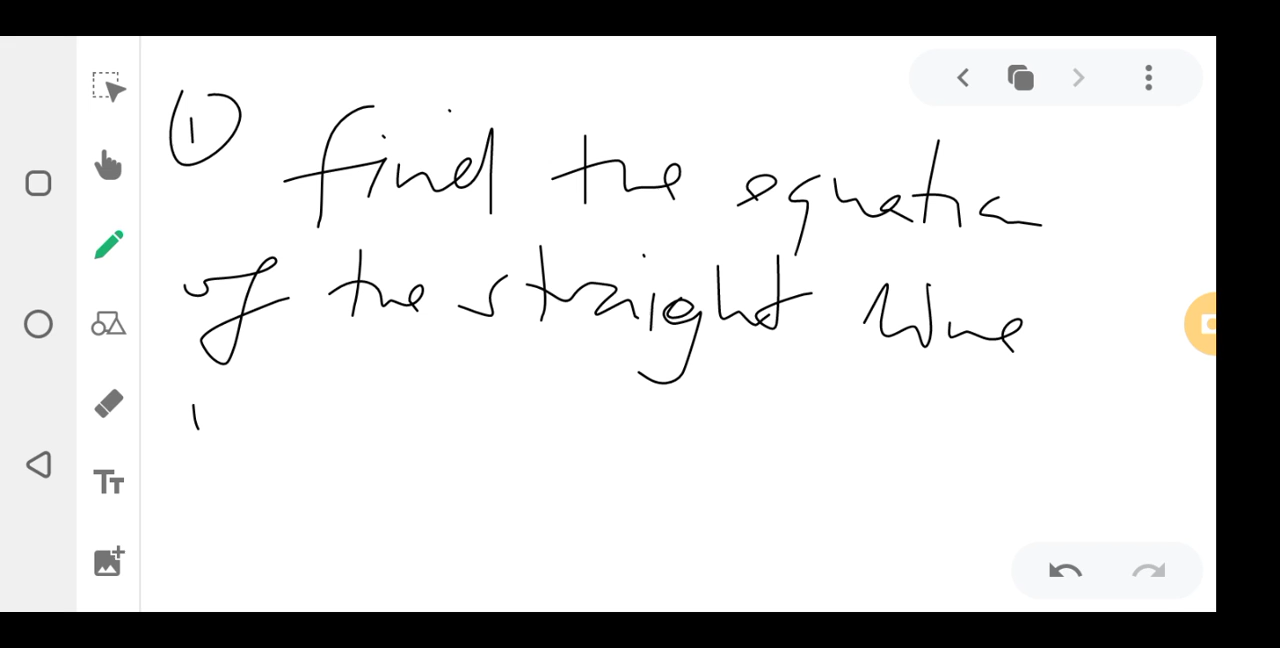 ① find the equation
of the straight line